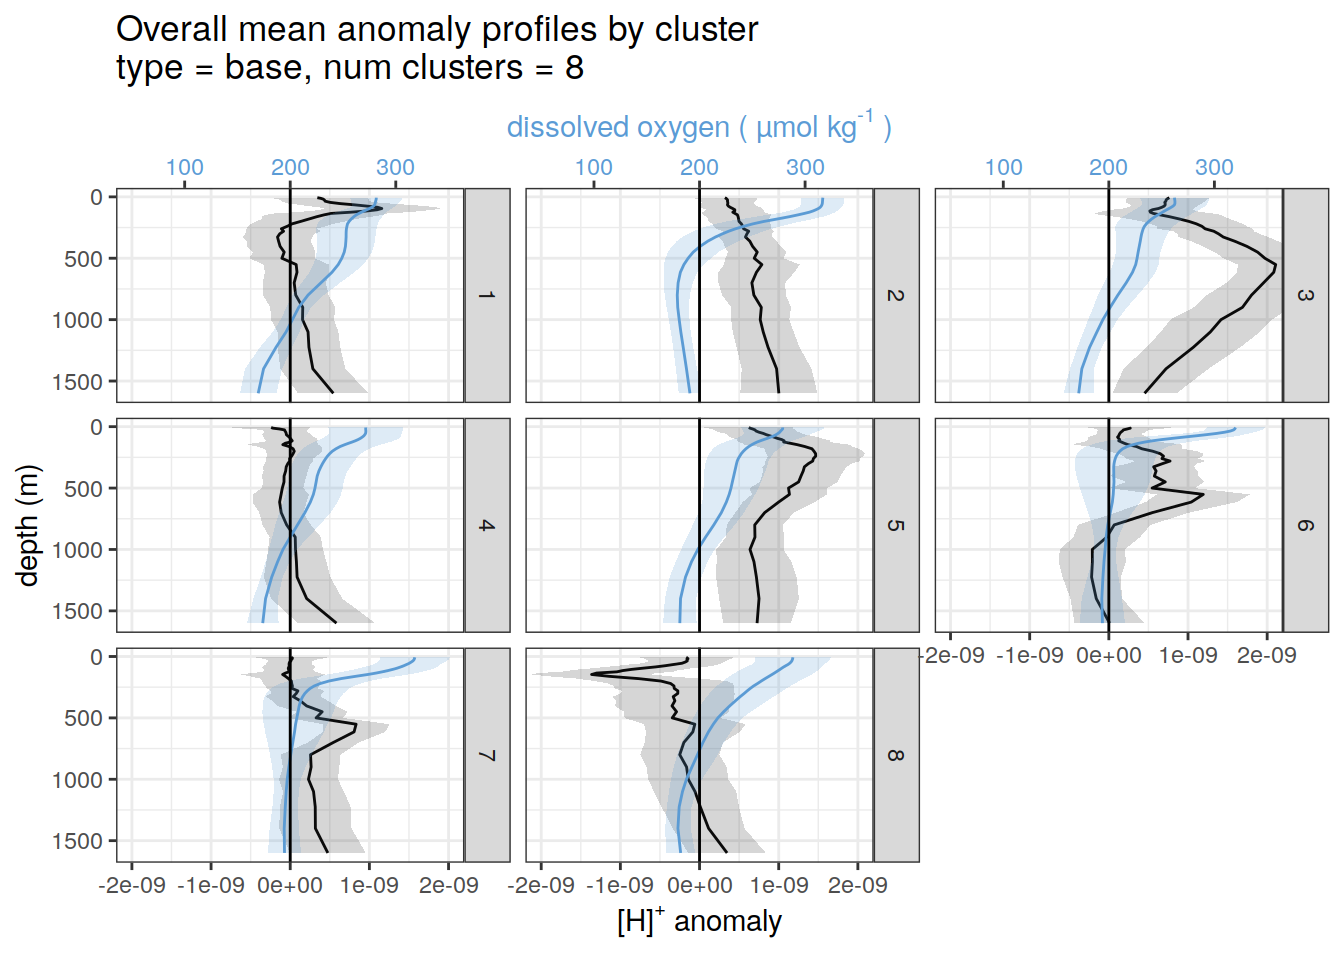 Overall mean anomaly profiles by cluster
type = base, num clusters = 8
dissolved oxygen ( µmol kg⁻¹ )
100 200 300 100 200 300 100 200 300
0
500
1000
1500
1
2
3
depth (m)
0
500
1000
1500
4
5
6
-2e-09 -1e-09 0e+00 1e-09 2e-09
0
500
1000
1500
7
8
-2e-09 -1e-09 0e+00 1e-09 2e-09 -2e-09 -1e-09 0e+00 1e-09 2e-09
[H]⁺ anomaly